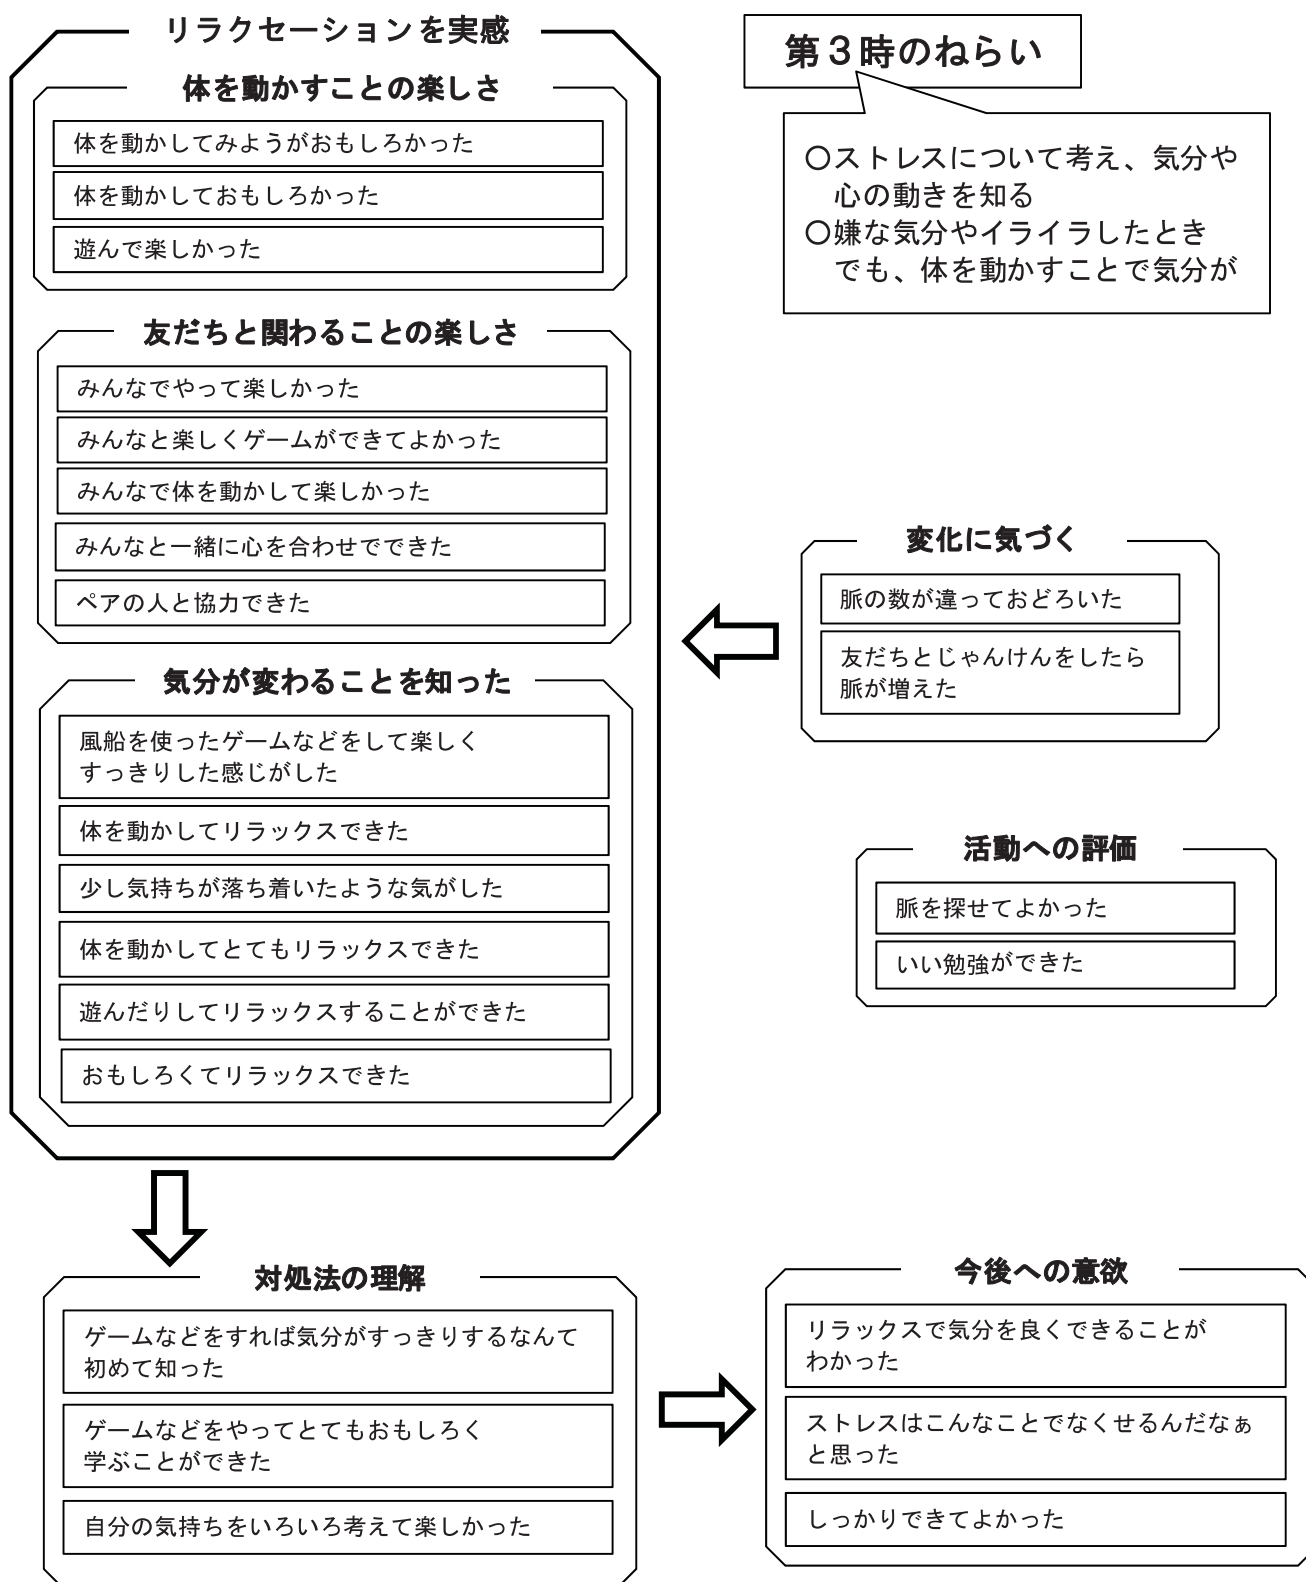 リラクセーションを実感
体を動かすことの楽しさ
体を動かしてみようがおもしろかった
体を動かしておもしろかった
遊んで楽しかった
友だちと関わることの楽しさ
みんなでやって楽しかった
みんなと楽しくゲームができてよかった
みんなで体を動かして楽しかった
みんなと一緒に心を合わせでできた
ペアの人と協力できた
気分が変わることを知った
風船を使ったゲームなどをして楽しく
すっきりした感じがした
体を動かしてリラックスできた
少し気持ちが落ち着いたような気がした
体を動かしてとてもリラックスできた
遊んだりしてリラックスすることができた
おもしろくてリラックスできた
第3時のねらい
○ストレスについて考え、気分や
心の動きを知る
○嫌な気分やイライラしたとき
でも、体を動かすことで気分が
変化に気づく
脈の数が違っておどろいた
友だちとじゃんけんをしたら
脈が増えた
活動への評価
脈を探せてよかった
いい勉強ができた
対処法の理解
ゲームなどをすれば気分がすっきりするなんて
初めて知った
ゲームなどをやってとてもおもしろく
学ぶことができた
自分の気持ちをいろいろ考えて楽しかった
今後への意欲
リラックスで気分を良くできることが
わかった
ストレスはこんなことでなくせるんだなぁ
と思った
しっかりできてよかった